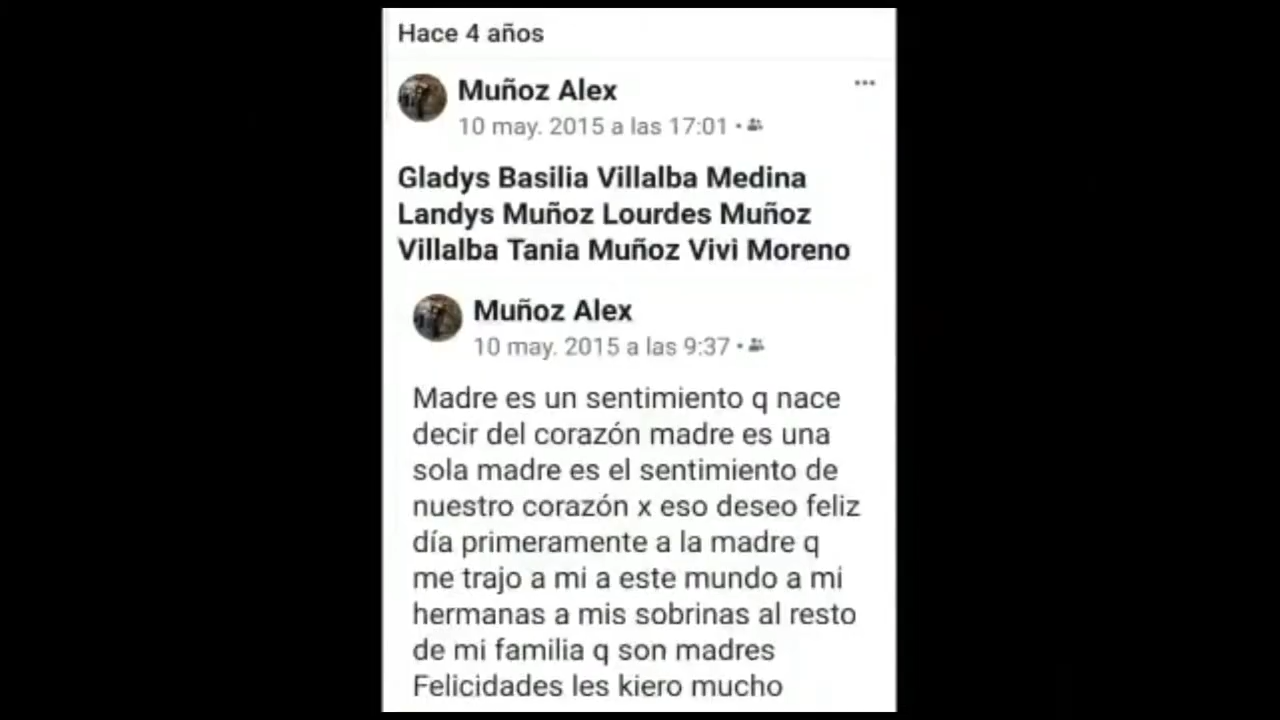 Hace 4 años
Muñoz Alex
10 may. 2015 a las 17:01
Gladys Basilia Villalba Medina
Landys Muñoz Lourdes Muñoz
Villalba Tania Muñoz Vivi Moreno
Muñoz Alex
10 may. 2015 a las 9:37
Madre es un sentimiento q nace
decir del corazón madre es una
sola madre es el sentimiento de
nuestro corazón x eso deseo feliz
día primeramente a la madre q
me trajo a mi a este mundo a mi
hermanas a mis sobrinas al resto
de mi familia q son madres
Felicidades les kiero mucho